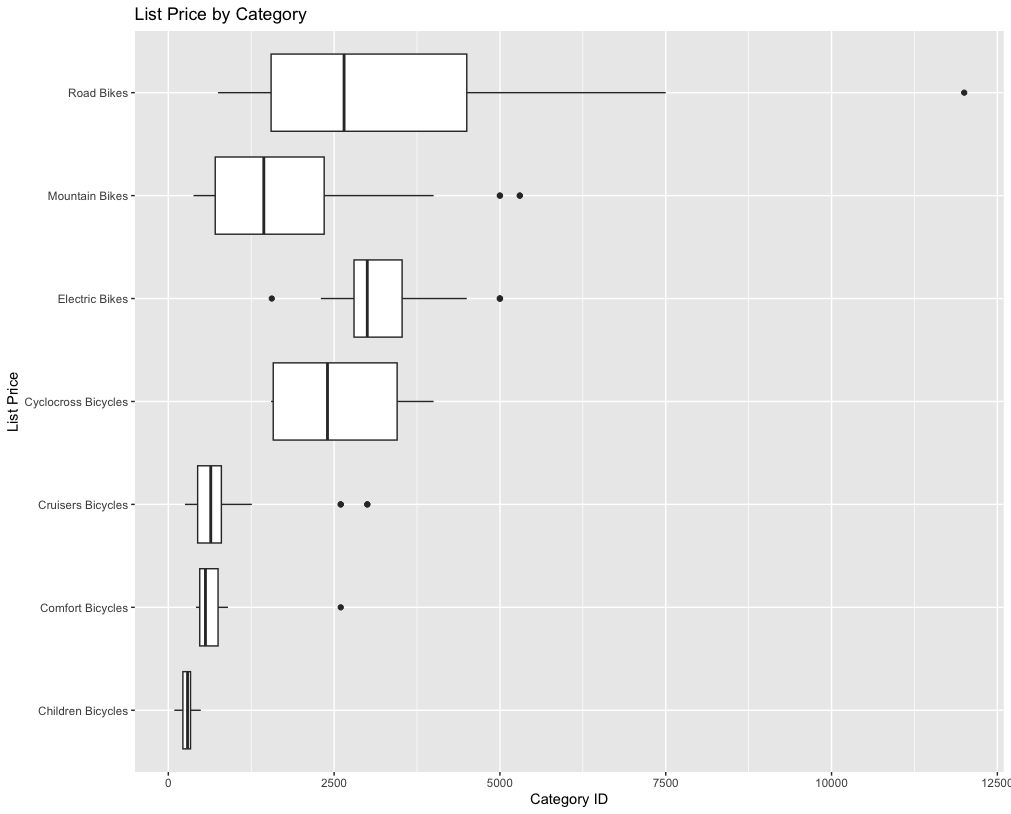 List Price by Category
List Price
Road Bikes
Mountain Bikes
Electric Bikes
Cyclocross Bicycles
Cruisers Bicycles
Comfort Bicycles
Children Bicycles
0 2500 5000 7500 10000 12500
Category ID